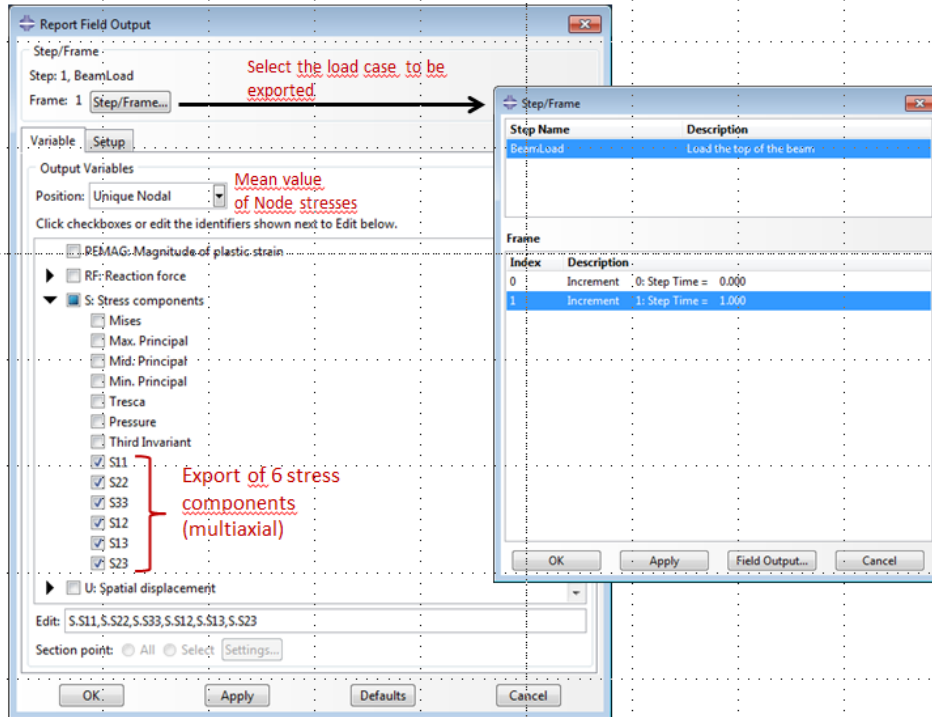 Report Field Output
Step/Frame
Step: 1, BeamLoad
Frame: 1 Step/Frame...
Select the load case to be
exported
Variable Setup
Output Variables
Position: Unique Nodal
Mean value
of Node stresses
Click checkboxes or edit the identifiers shown next to Edit below.
PEMAG: Magnitude of plastic strain
RF: Reaction force
S: Stress components
Mises
Max. Principal
Mid. Principal
Min. Principal
Tresca
Pressure
Third Invariant
S11
S22
S33
S12
S13
S23
Export of 6 stress
components
(multiaxial)
U: Spatial displacement
Edit: S.S11,S.S22,S.S33,S.S12,S.S13,S.S23
Section point: All Select Settings...
OK Apply Defaults Cancel
Step/Frame
Step Name Description
BeamLoad Load the top of the beam
Frame
Index Description
0 Increment 0: Step Time = 0.000
1 Increment 1: Step Time = 1.000
OK Apply Field Output... Cancel